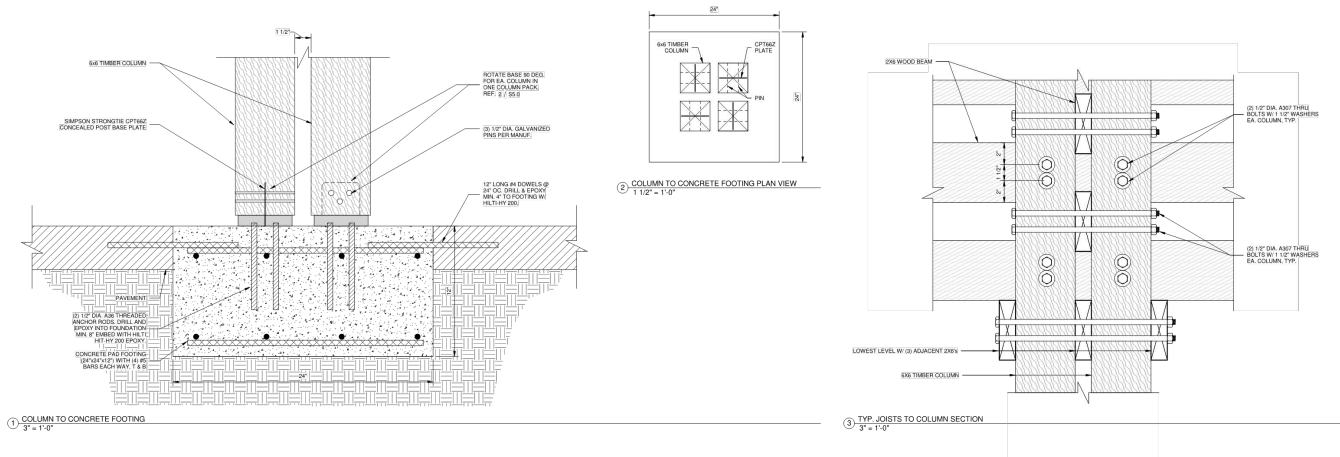 1 1/2"
6x6 TIMBER COLUMN
SIMPSON STRONGTIE CPT66Z
CONCEALED POST BASE PLATE
ROTATE BASE 90 DEG.
FOR EA. COLUMN IN
ONE COLUMN PACK.
REF. 2 / S5.0
(3) 1/2" DIA. GALVANIZED
PINS PER MANUF.
12" LONG #4 DOWELS @
24" OC. DRILL & EPOXY
MIN. 4" TO FOOTING W/
HILTI-HY 200.
PAVEMENT
(2) 1/2" DIA. A36 THREADED
ANCHOR RODS. DRILL AND
EPOXY INTO FOUNDATION
MIN. 8" EMBED WITH HILTI
HIT-HY 200 EPOXY.
CONCRETE PAD FOOTING
(24"x24"x12") WITH (4) #5
BARS EACH WAY, T & B
12"
24"
1 COLUMN TO CONCRETE FOOTING
3" = 1'-0"
24"
6x6 TIMBER
COLUMN
CPT66Z
PLATE
PIN
24"
2 COLUMN TO CONCRETE FOOTING PLAN VIEW
1 1/2" = 1'-0"
2X6 WOOD BEAM
(2) 1/2" DIA. A307 THRU
BOLTS W/ 1 1/2" WASHERS
EA. COLUMN, TYP.
2"
1 1/2"
2"
(2) 1/2" DIA. A307 THRU
BOLTS W/ 1 1/2" WASHERS
EA. COLUMN, TYP.
LOWEST LEVEL W/ (3) ADJACENT 2X6's
6X6 TIMBER COLUMN
3 TYP. JOISTS TO COLUMN SECTION
3" = 1'-0"